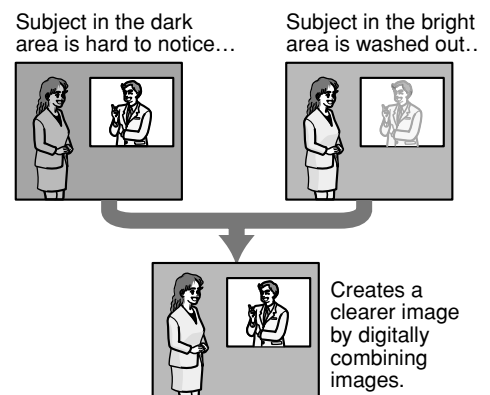 Subject in the dark
area is hard to notice…
Subject in the bright
area is washed out..
Creates a
clearer image
by digitally
combining
images.